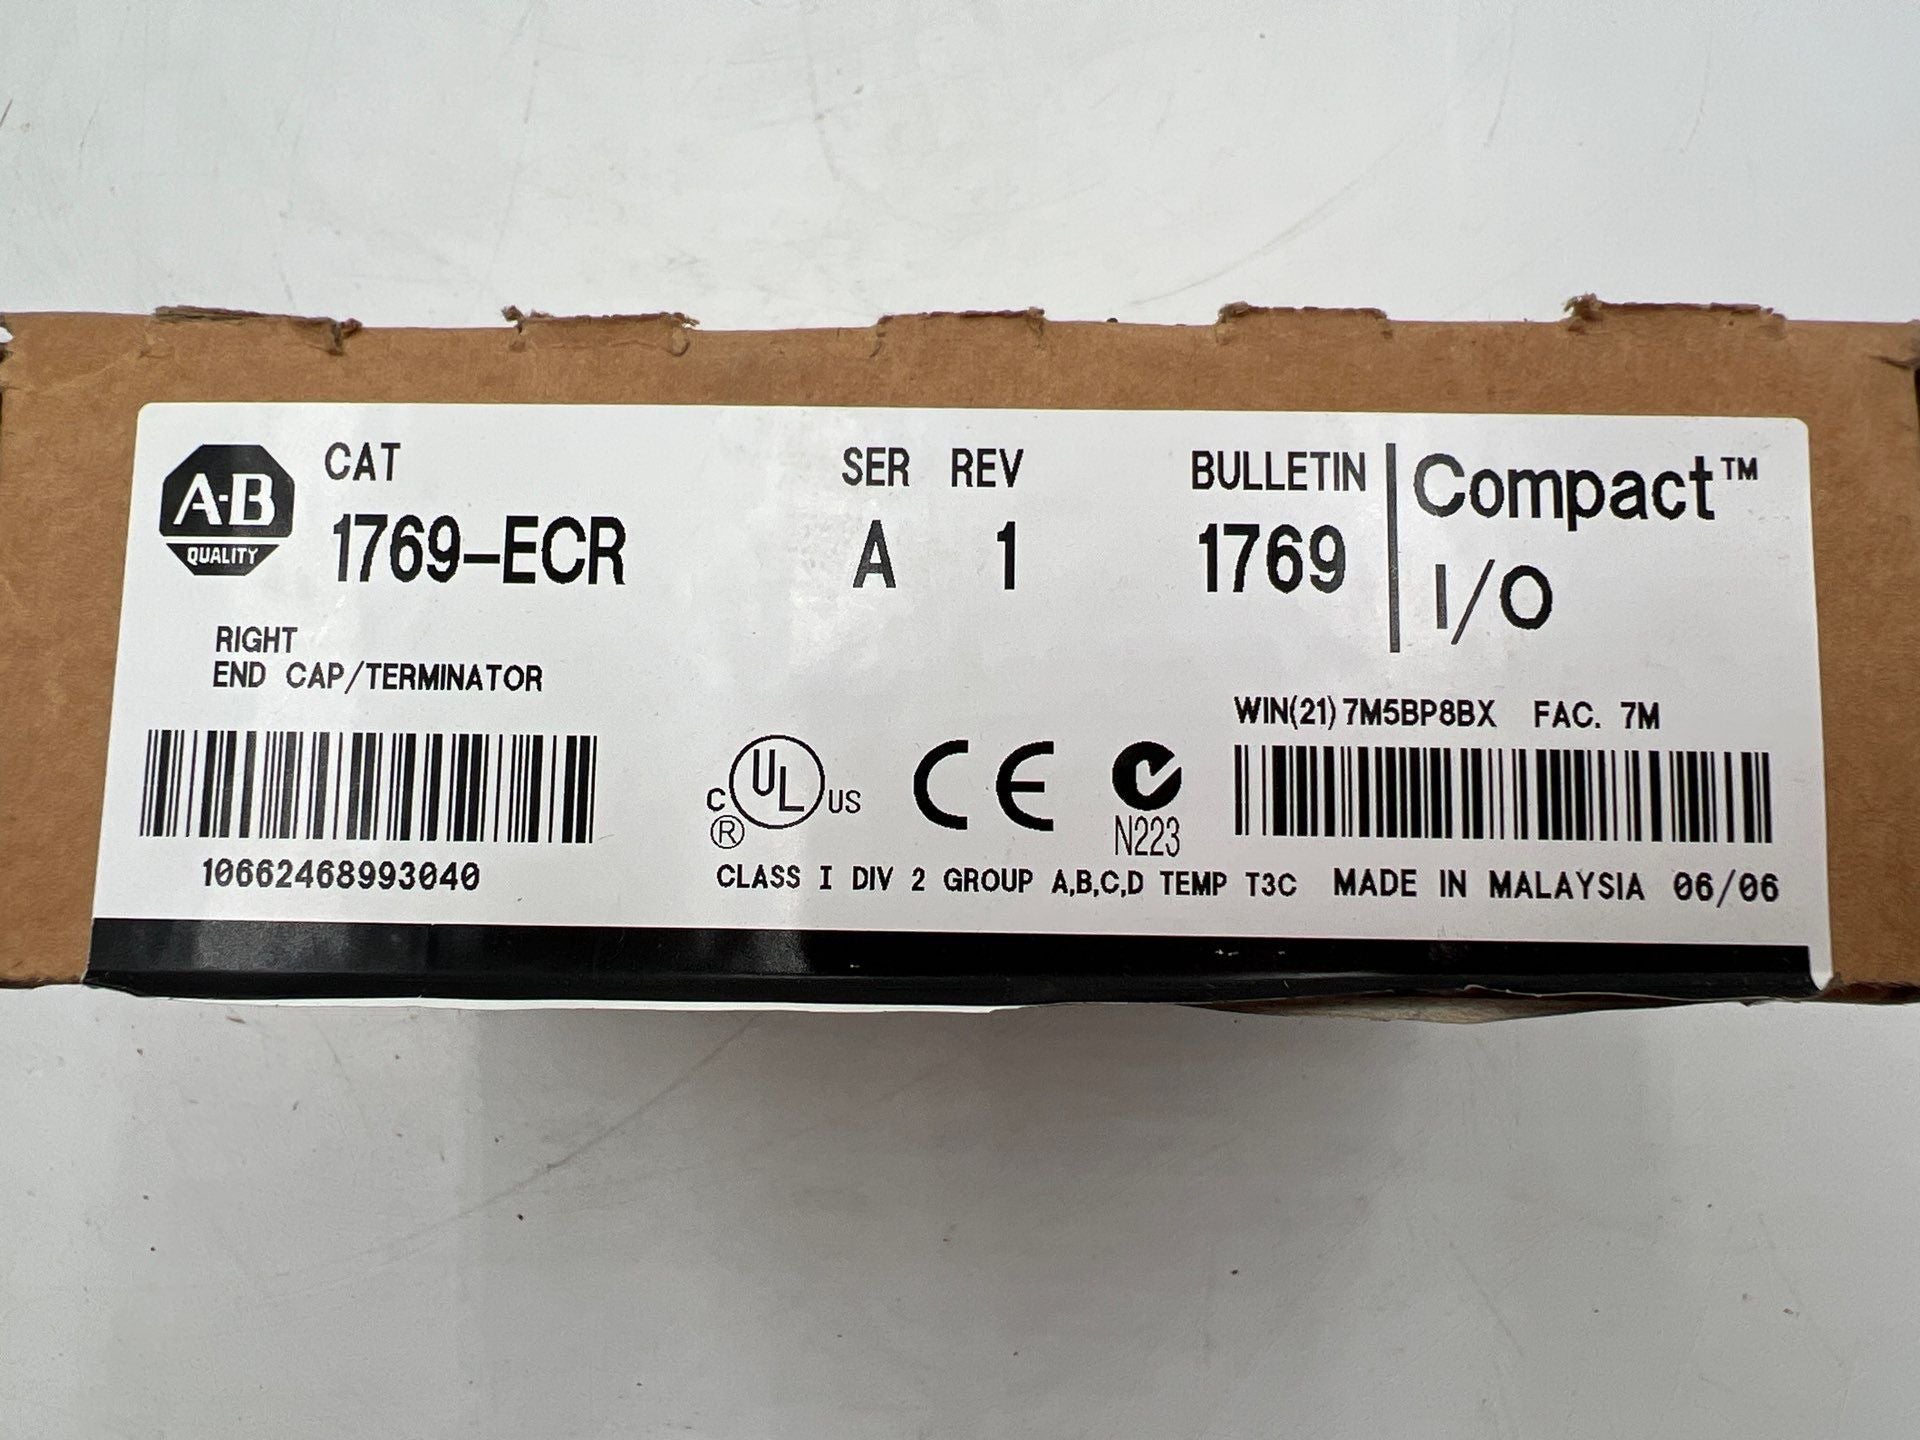 A-B
QUALITY
CAT
1769-ECR
SER REV
A 1
BULLETIN
1769
Compact™
I/O
RIGHT
END CAP/TERMINATOR
10662468993040
C UL US
®
CE
N223
WIN(21) 7M5BP8BX FAC. 7M
CLASS I DIV 2 GROUP A,B,C,D TEMP T3C MADE IN MALAYSIA 06/06